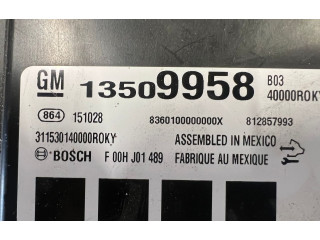 GM 13509958 B03
40000ROKY
864 151028 8360100000000X 812857993
311530140000ROKY ASSEMBLED IN MEXICO
BOSCH F 00H J01 489 FABRIQUE AU MEXIQUE